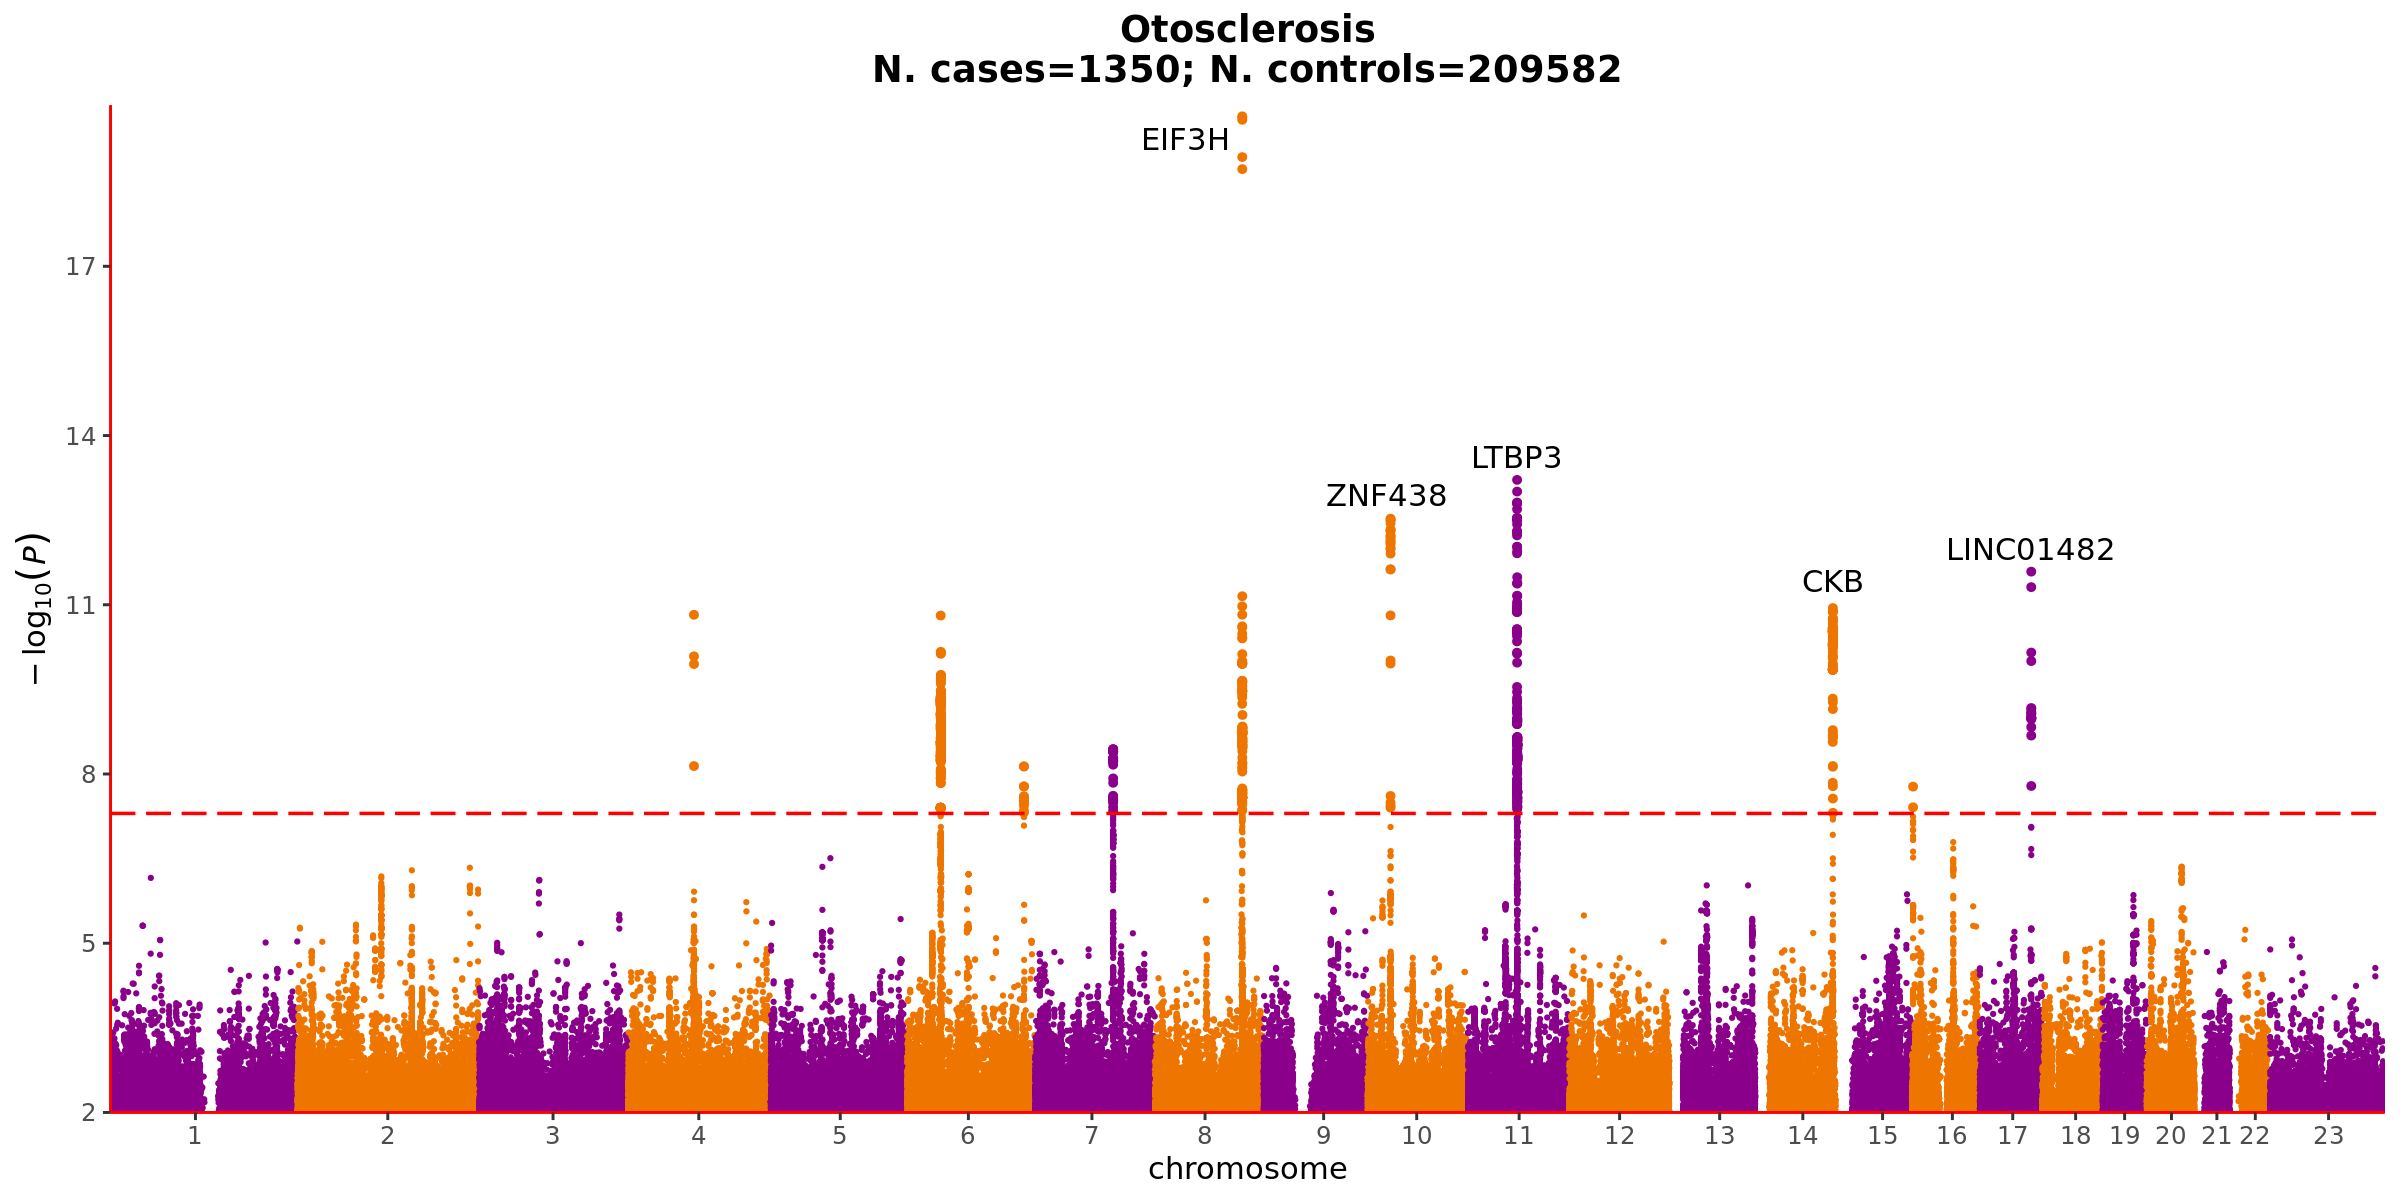 Otosclerosis
N. cases=1350; N. controls=209582
EIF3H
17
14
LTBP3
ZNF438
LINC01482
CKB
11
−log10(P)
8
5
2
1 2 3 4 5 6 7 8 9 10 11 12 13 14 15 16 17 18 19 20 21 22 23
chromosome